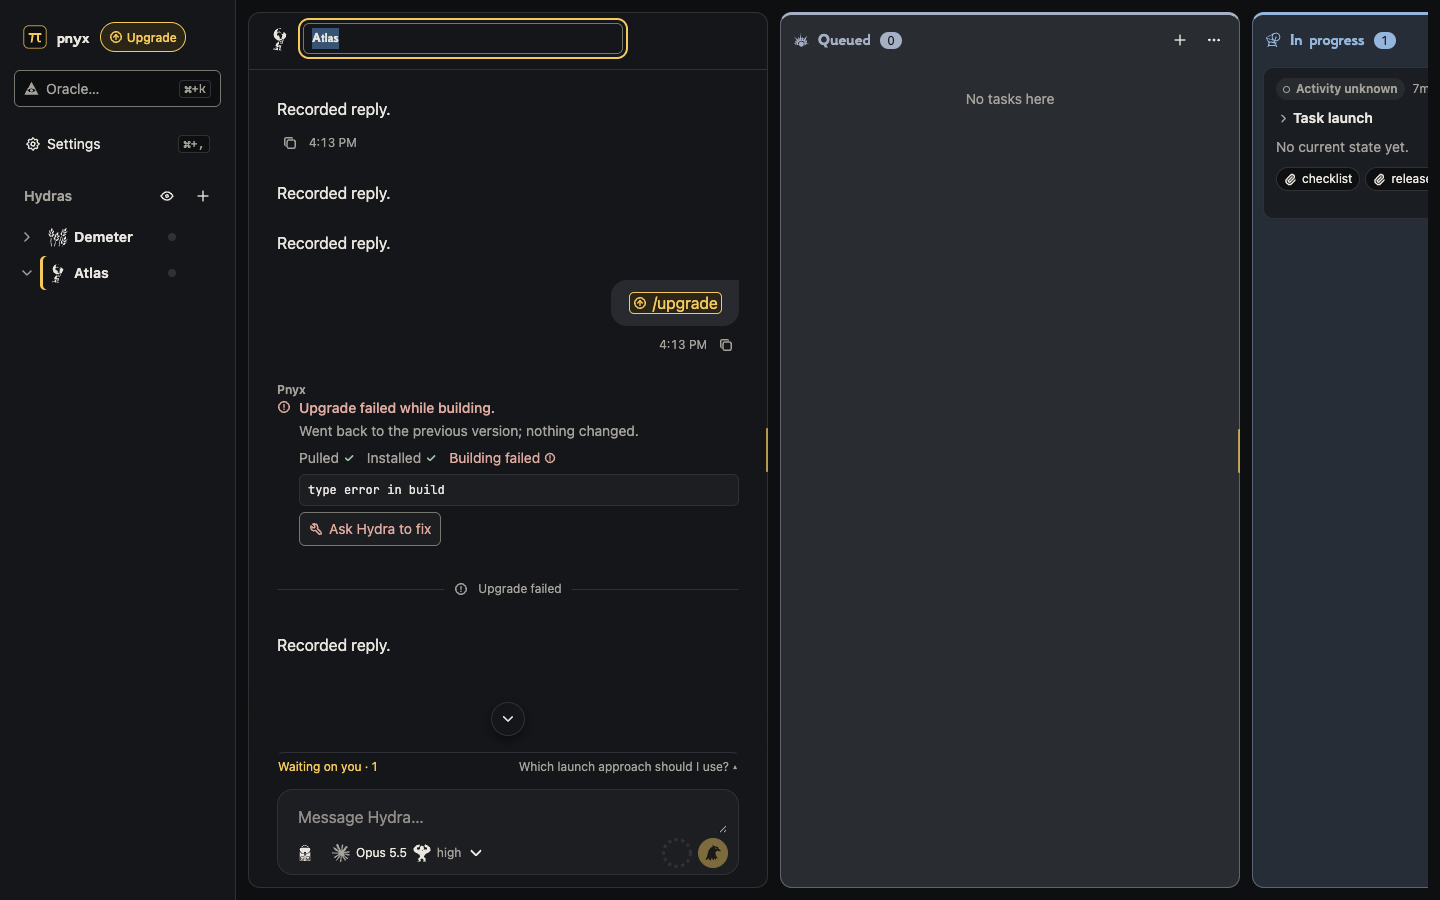 pnyx
Upgrade
Oracle...
⌘+K
Settings
⌘+,
Hydras
Demeter
Atlas
Atlas
Recorded reply.
4:13 PM
Recorded reply.
Recorded reply.
/upgrade
4:13 PM
Pnyx
Upgrade failed while building.
Went back to the previous version; nothing changed.
Pulled Installed Building failed
type error in build
Ask Hydra to fix
Upgrade failed
Recorded reply.
Waiting on you · 1
Which launch approach should I use?
Message Hydra...
Opus 5.5 high
Queued 0
No tasks here
In progress 1
Activity unknown 7m
Task launch
No current state yet.
checklist release